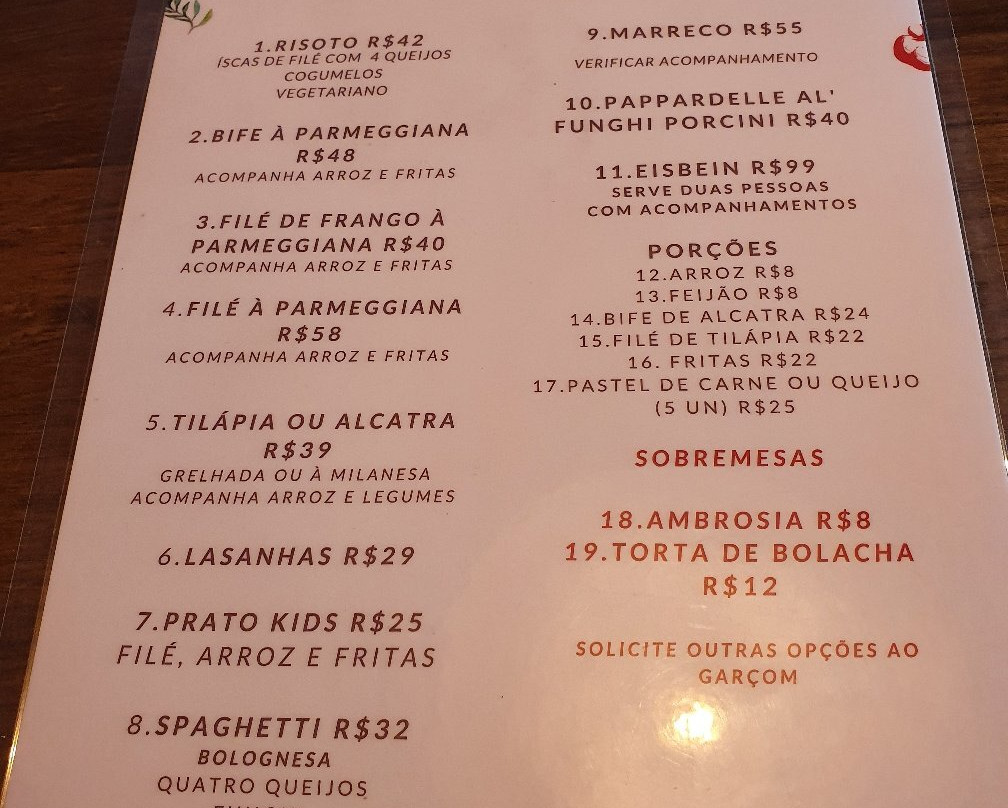 1.RISOTO R$42
ÍSCAS DE FILÉ COM 4 QUEIJOS
COGUMELOS
VEGETARIANO
2.BIFE À PARMEGGIANA
R$48
ACOMPANHA ARROZ E FRITAS
3.FILÉ DE FRANGO À
PARMEGGIANA R$40
ACOMPANHA ARROZ E FRITAS
4.FILÉ À PARMEGGIANA
R$58
ACOMPANHA ARROZ E FRITAS
5.TILÁPIA OU ALCATRA
R$39
GRELHADA OU À MILANESA
ACOMPANHA ARROZ E LEGUMES
6.LASANHAS R$29
7.PRATO KIDS R$25
FILÉ, ARROZ E FRITAS
8.SPAGHETTI R$32
BOLOGNESA
QUATRO QUEIJOS
9.MARRECO R$55
VERIFICAR ACOMPANHAMENTO
10.PAPPARDELLE AL'
FUNGHI PORCINI R$40
11.EISBEIN R$99
SERVE DUAS PESSOAS
COM ACOMPANHAMENTOS
PORÇÕES
12.ARROZ R$8
13.FEIJÃO R$8
14.BIFE DE ALCATRA R$24
15.FILÉ DE TILÁPIA R$22
16. FRITAS R$22
17.PASTEL DE CARNE OU QUEIJO
(5 UN) R$25
SOBREMESAS
18.AMBROSIA R$8
19.TORTA DE BOLACHA
R$12
SOLICITE OUTRAS OPÇÕES AO
GARÇOM